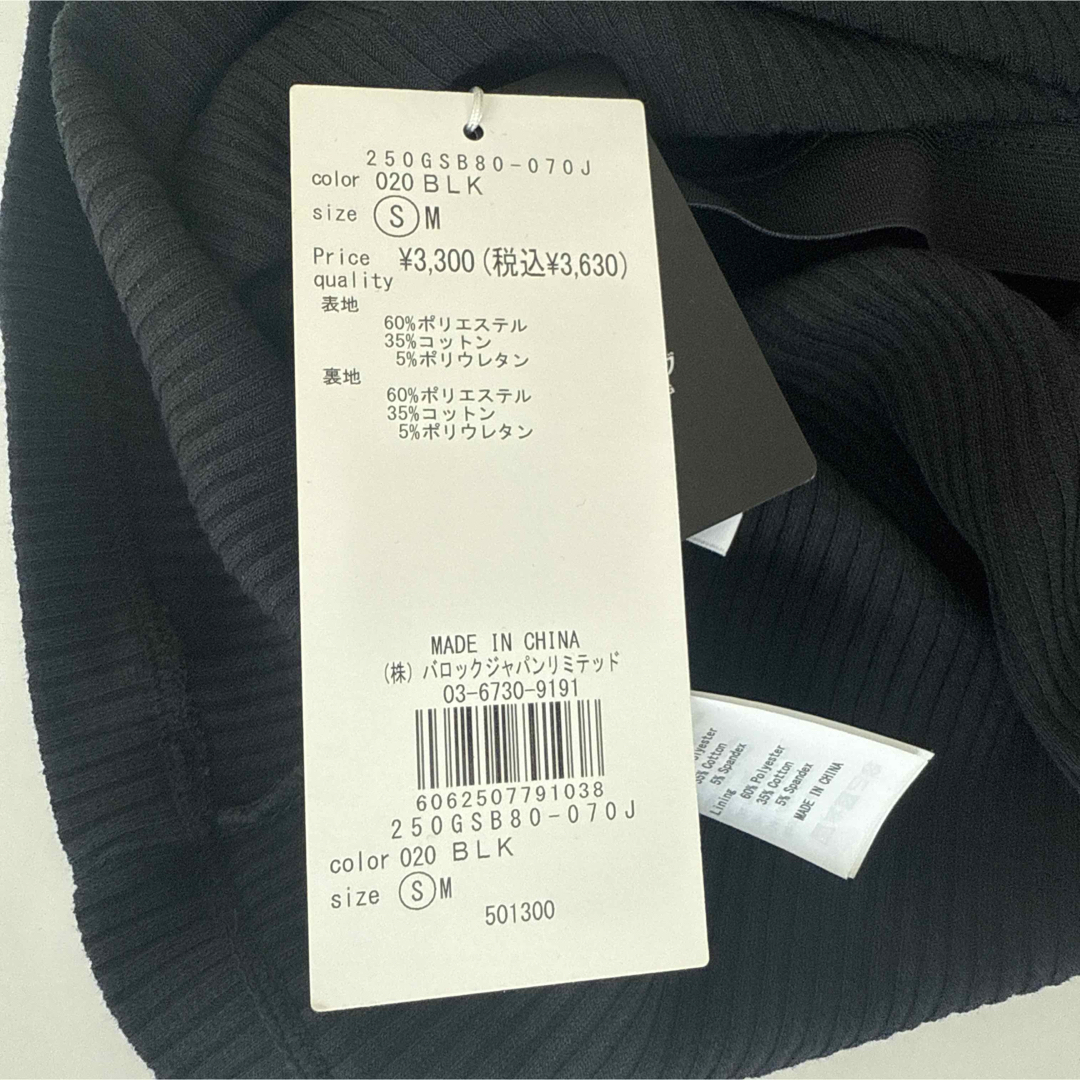 250GSB80-070J
color 020 BLK
size Ⓢ M
Price ¥3,300 (税込¥3,630)
quality
表地
60%ポリエステル
35%コットン
5%ポリウレタン
裏地
60%ポリエステル
35%コットン
5%ポリウレタン
MADE IN CHINA
(株) バロックジャパンリミテッド
03-6730-9191
6062507791038
250GSB80-070J
color 020 BLK
size Ⓢ M
501300
Cotton
5% Spandex
Lining 60% Polyester
35% Cotton
5% Spandex
MADE IN CHINA